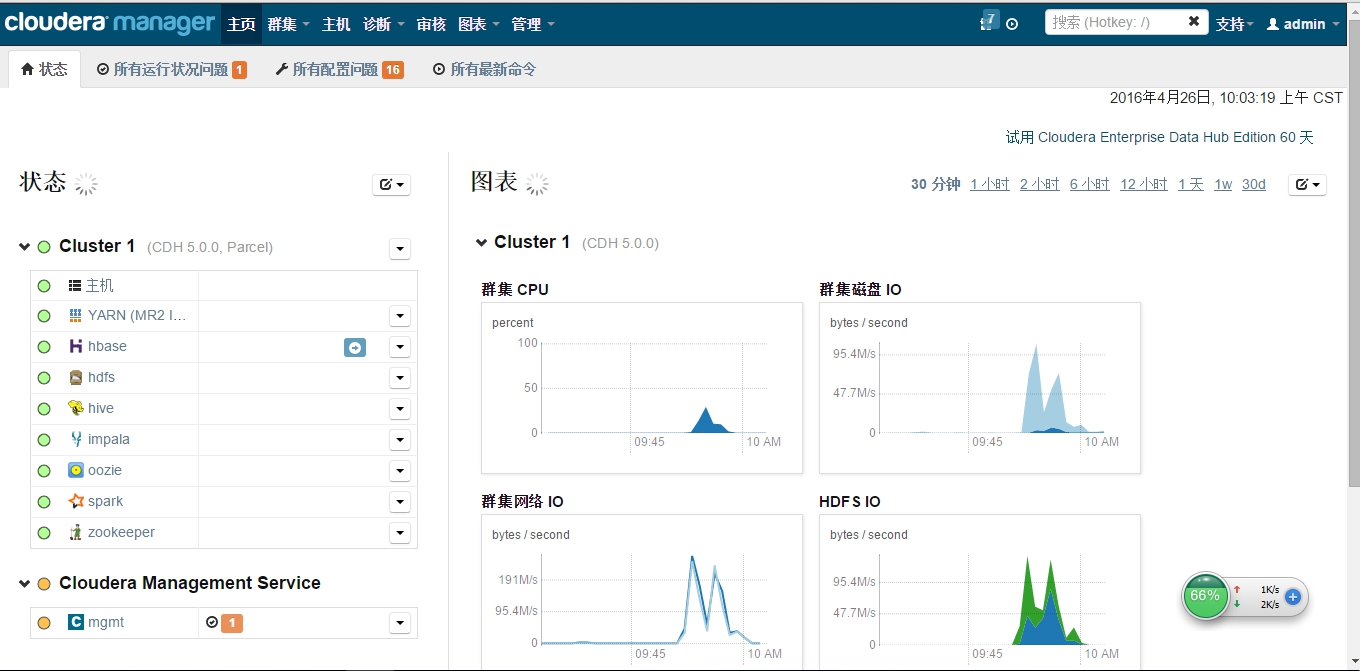 cloudera manager 主页 群集 主机 诊断 审核 图表 管理 7 搜索 (Hotkey: /) 支持 admin
状态 所有运行状况问题 1 所有配置问题 16 所有最新命令
2016年4月26日, 10:03:19 上午 CST
试用 Cloudera Enterprise Data Hub Edition 60 天
状态
Cluster 1 (CDH 5.0.0, Parcel)
主机
YARN (MR2 I...
hbase
hdfs
hive
impala
oozie
spark
zookeeper
Cloudera Management Service
mgmt 1
图表 30 分钟 1 小时 2 小时 6 小时 12 小时 1 天 1w 30d
Cluster 1 (CDH 5.0.0)
群集 CPU
percent
100
50
0
09:45 10 AM
群集磁盘 IO
bytes / second
95.4M/s
47.7M/s
0
09:45 10 AM
群集网络 IO
bytes / second
191M/s
95.4M/s
0
09:45 10 AM
HDFS IO
bytes / second
95.4M/s
47.7M/s
0
09:45 10 AM
66% 1K/s
2K/s